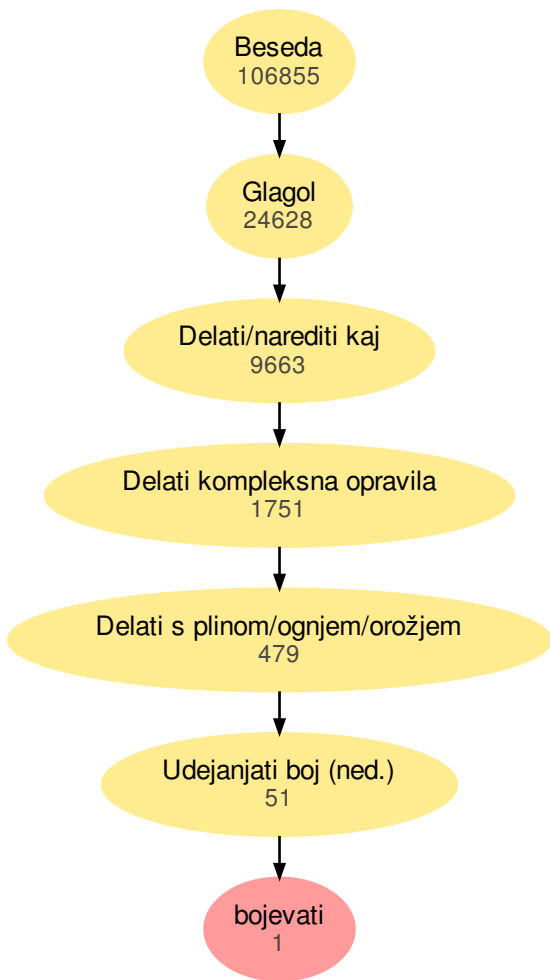 Beseda
106855
Glagol
24628
Delati/narediti kaj
9663
Delati kompleksna opravila
1751
Delati s plinom/ognjem/orožjem
479
Udejanjati boj (ned.)
51
bojevati
1